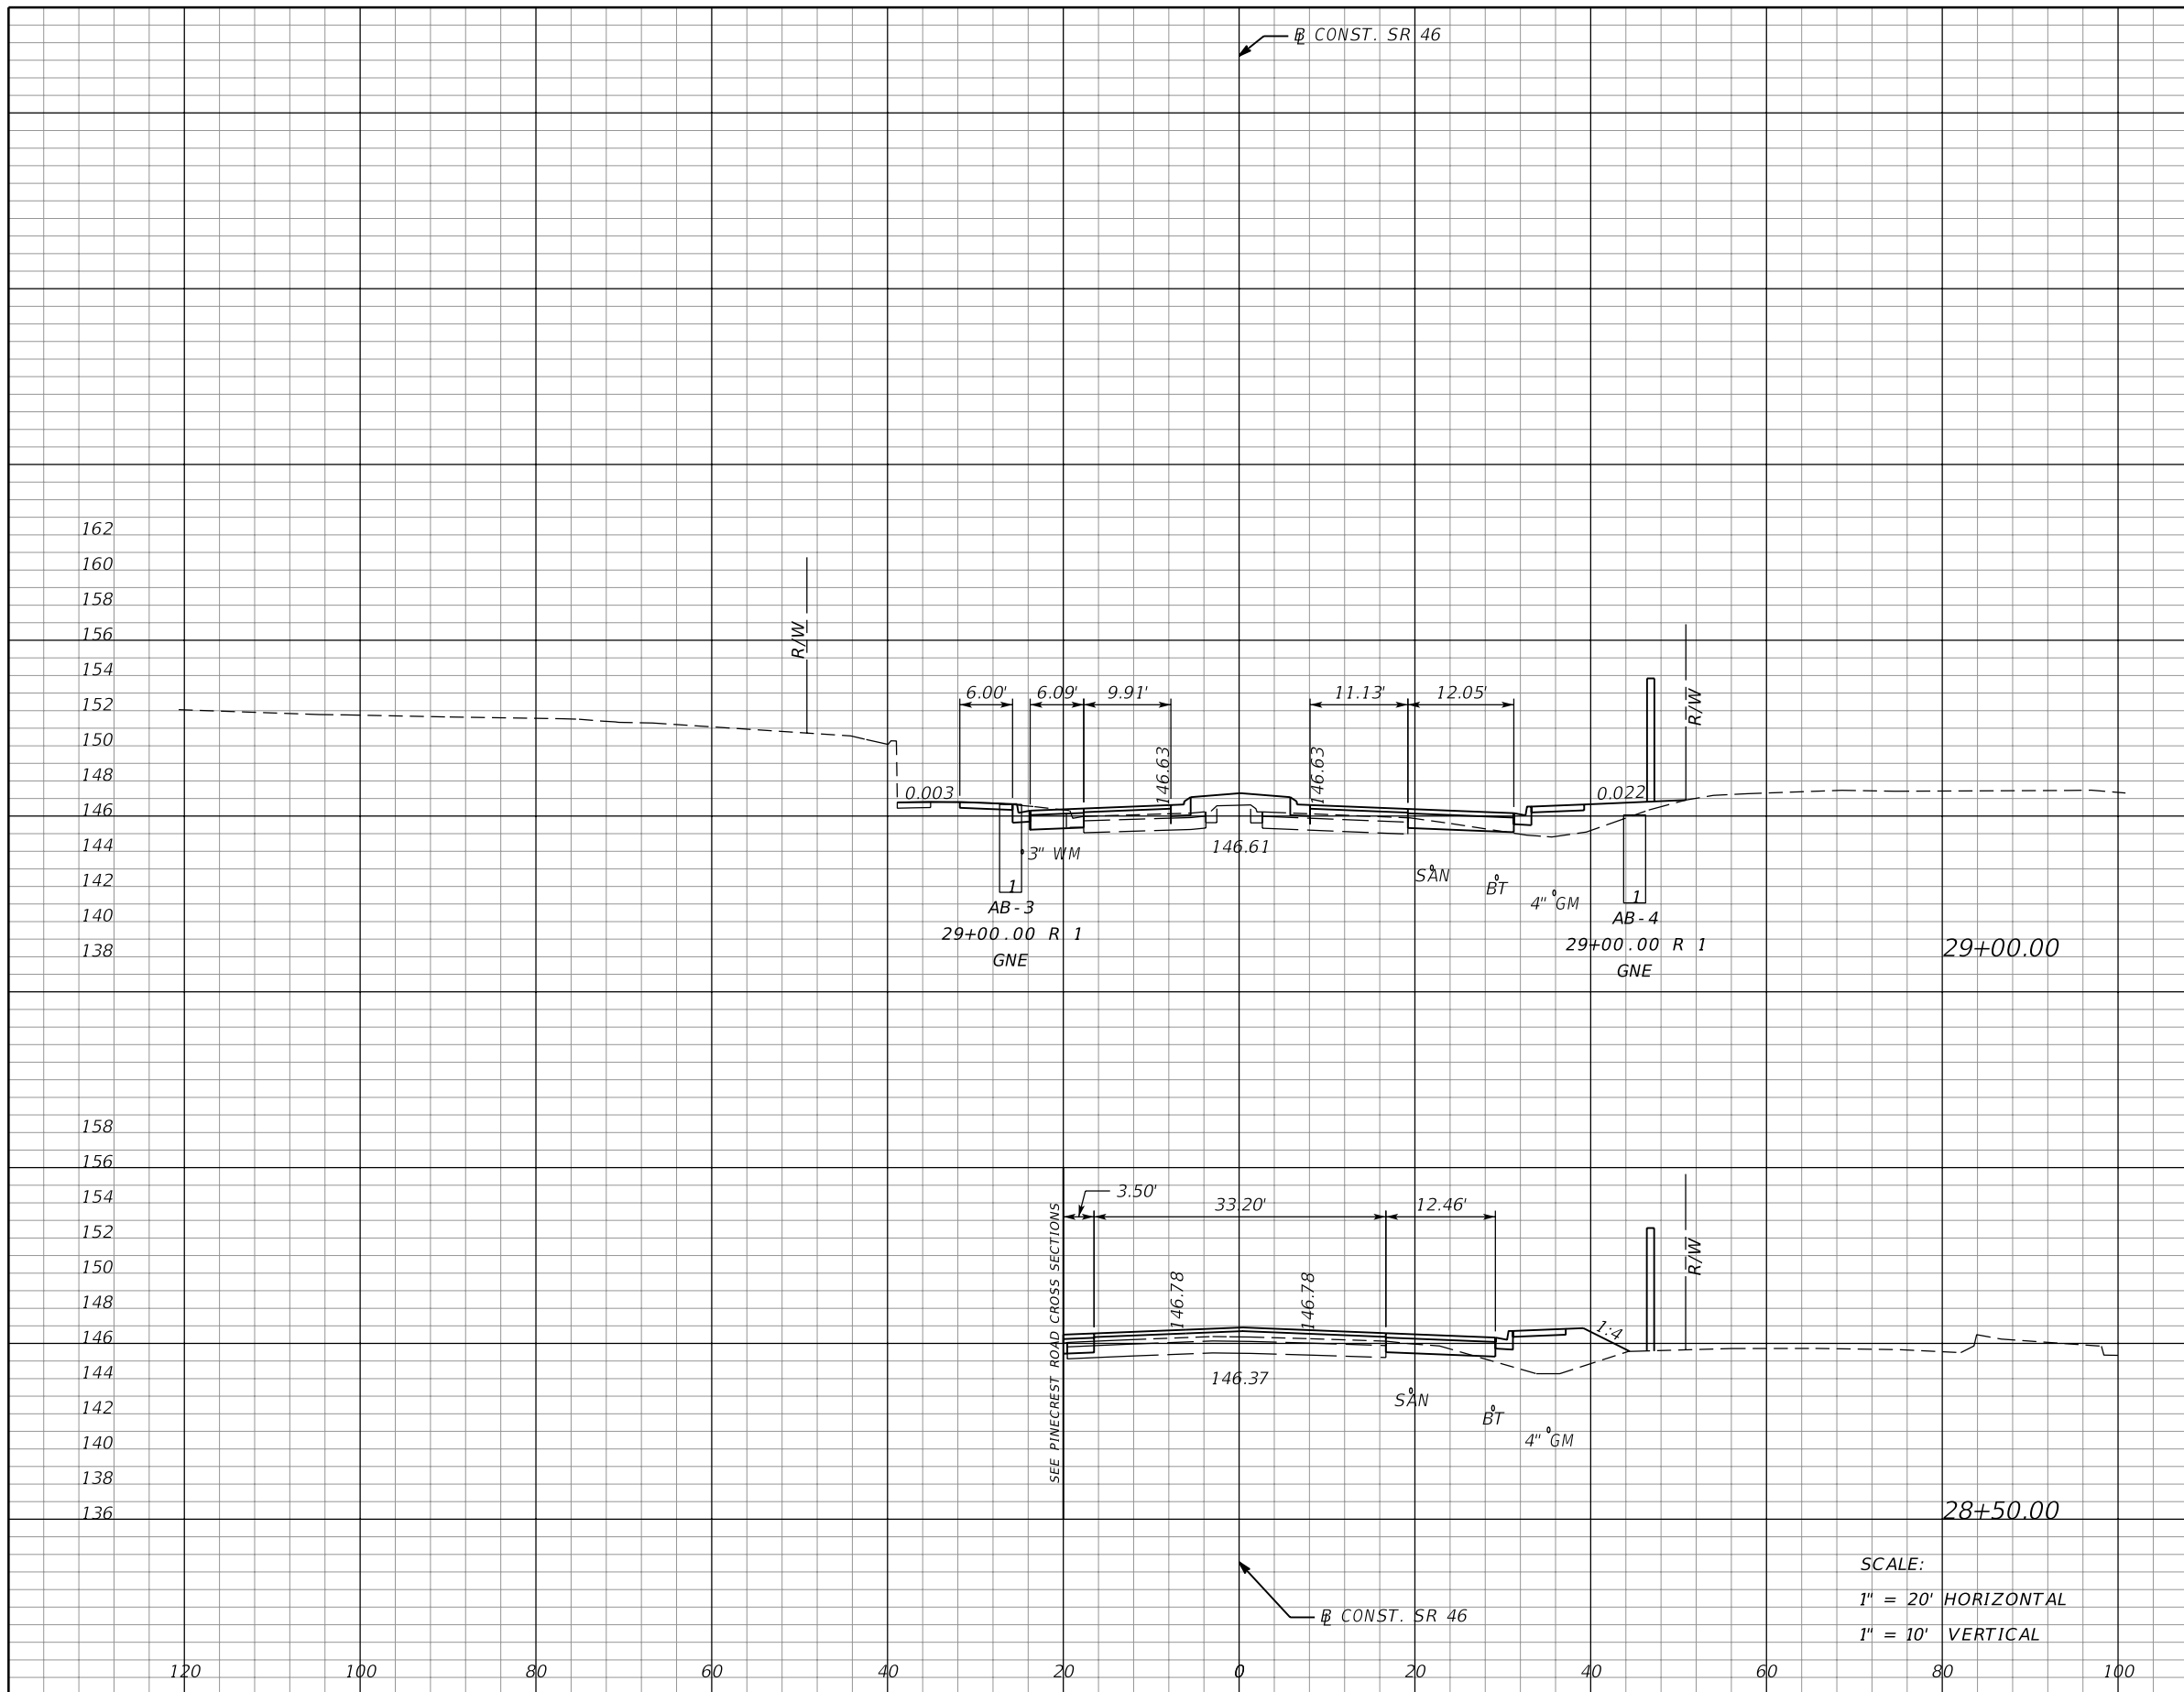 BL CONST. SR 46
162
160
158
156
154
152
150
148
146
144
142
140
138
R/W
6.00'
6.09'
9.91'
11.13'
12.05'
R/W
146.63
146.63
0.003
0.022
3" WM
146.61
SAN
BT
4" GM
1
AB-3
29+00.00 R 1
GNE
1
AB-4
29+00.00 R 1
GNE
29+00.00
158
156
154
152
150
148
146
144
142
140
138
136
SEE PINECREST ROAD CROSS SECTIONS
3.50'
33.20'
12.46'
R/W
146.78
146.78
1:4
146.37
SAN
BT
4" GM
28+50.00
SCALE:
1" = 20' HORIZONTAL
1" = 10' VERTICAL
BL CONST. SR 46
120 100 80 60 40 20 0 20 40 60 80 100